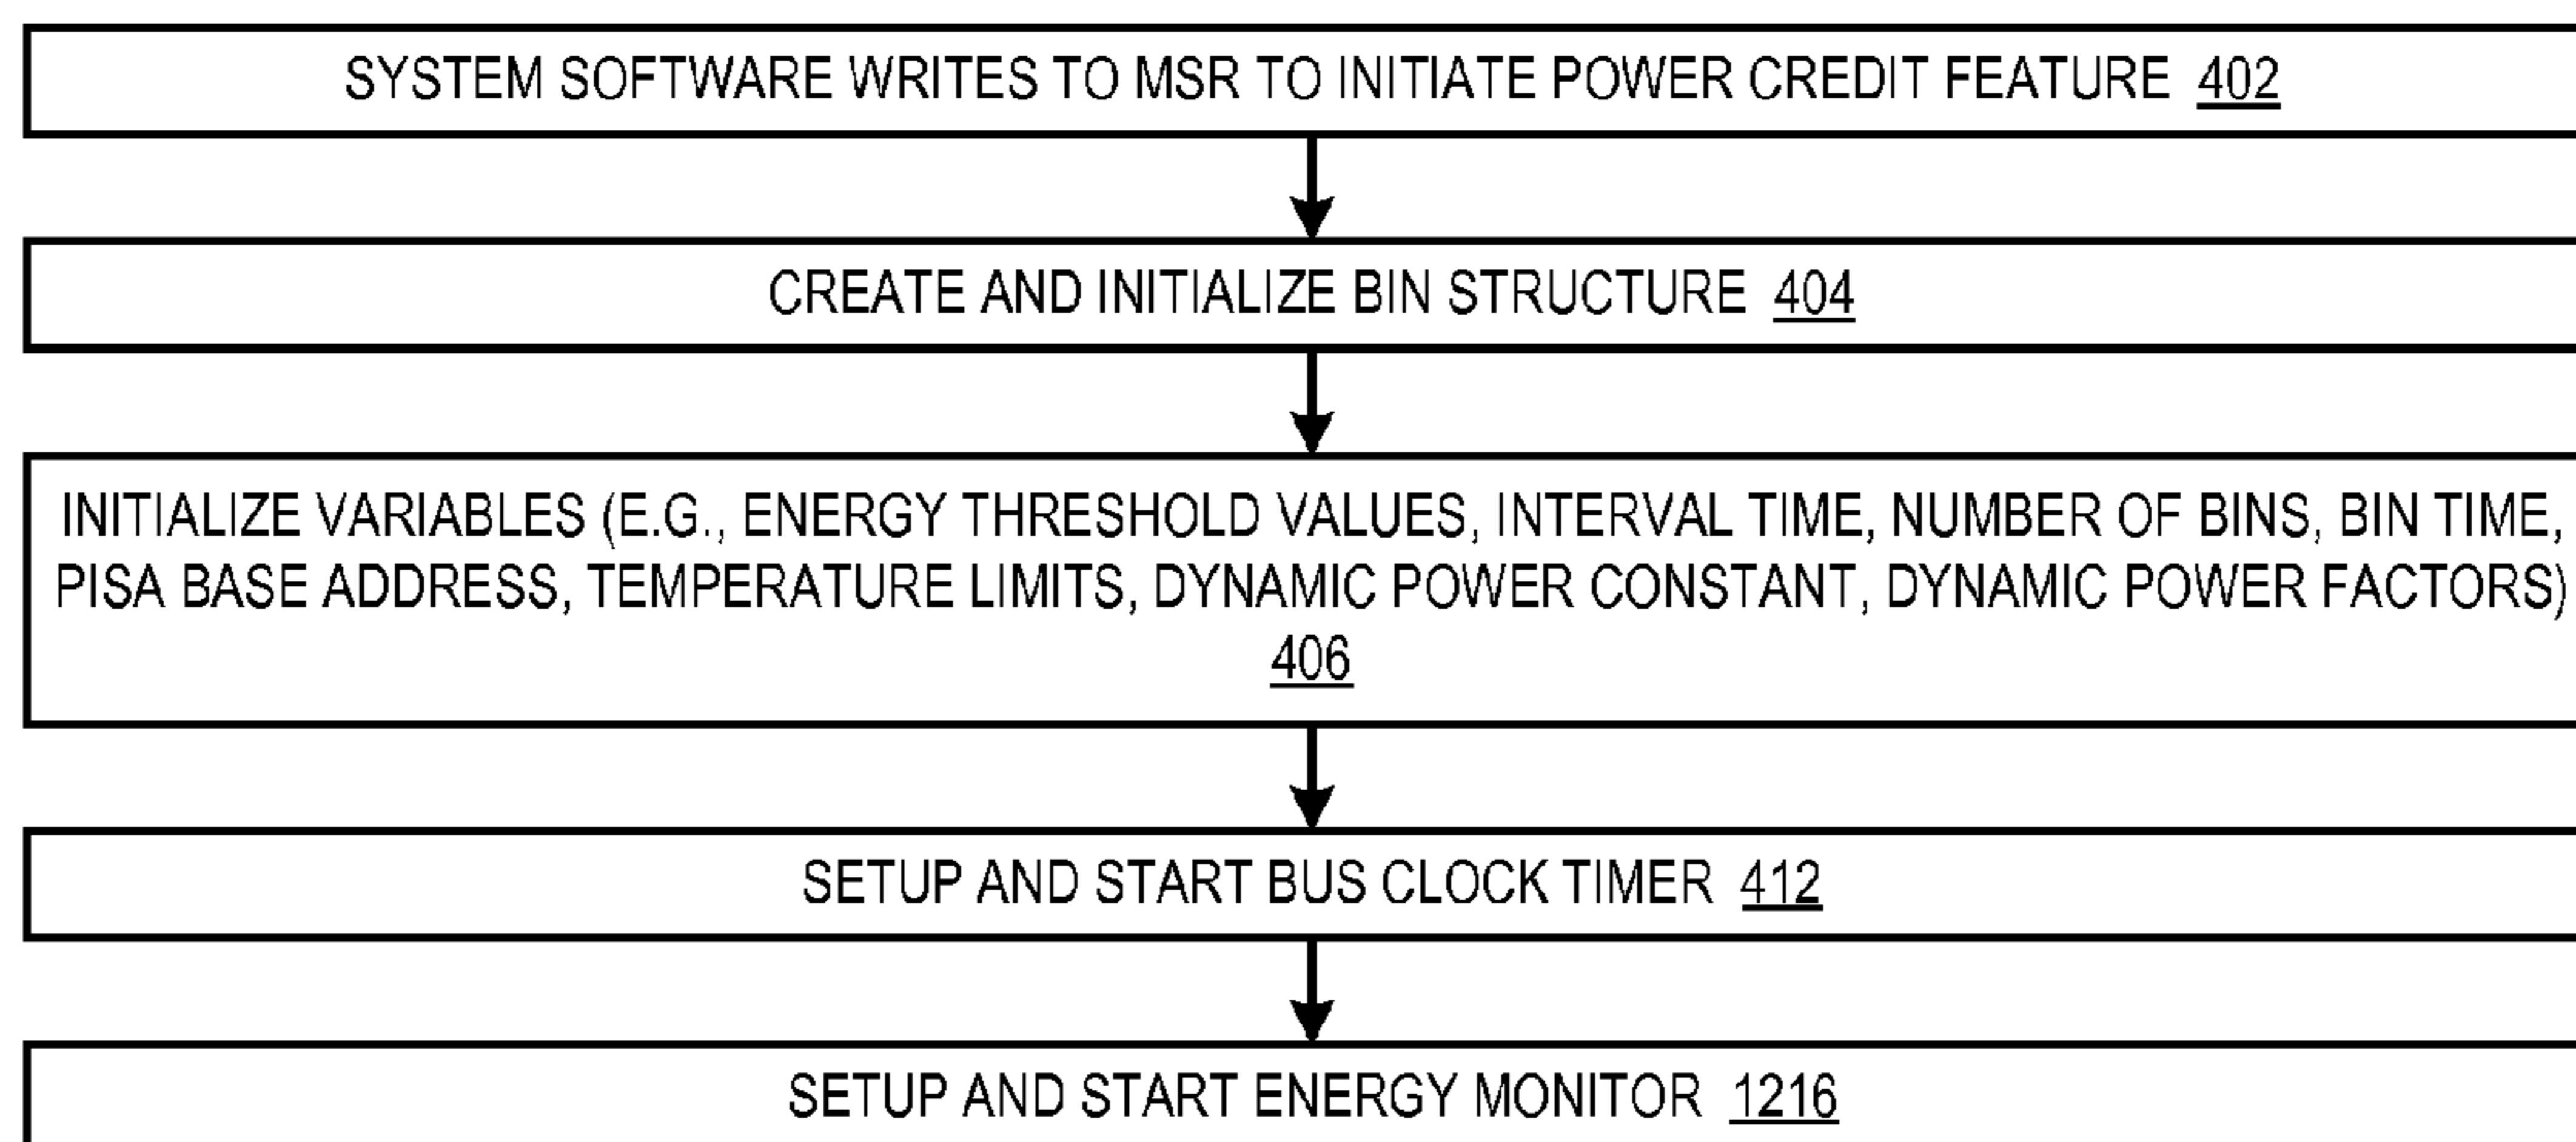 SYSTEM SOFTWARE WRITES TO MSR TO INITIATE POWER CREDIT FEATURE 402
CREATE AND INITIALIZE BIN STRUCTURE 404
INITIALIZE VARIABLES (E.G., ENERGY THRESHOLD VALUES, INTERVAL TIME, NUMBER OF BINS, BIN TIME,
PISA BASE ADDRESS, TEMPERATURE LIMITS, DYNAMIC POWER CONSTANT, DYNAMIC POWER FACTORS)
406
SETUP AND START BUS CLOCK TIMER 412
SETUP AND START ENERGY MONITOR 1216